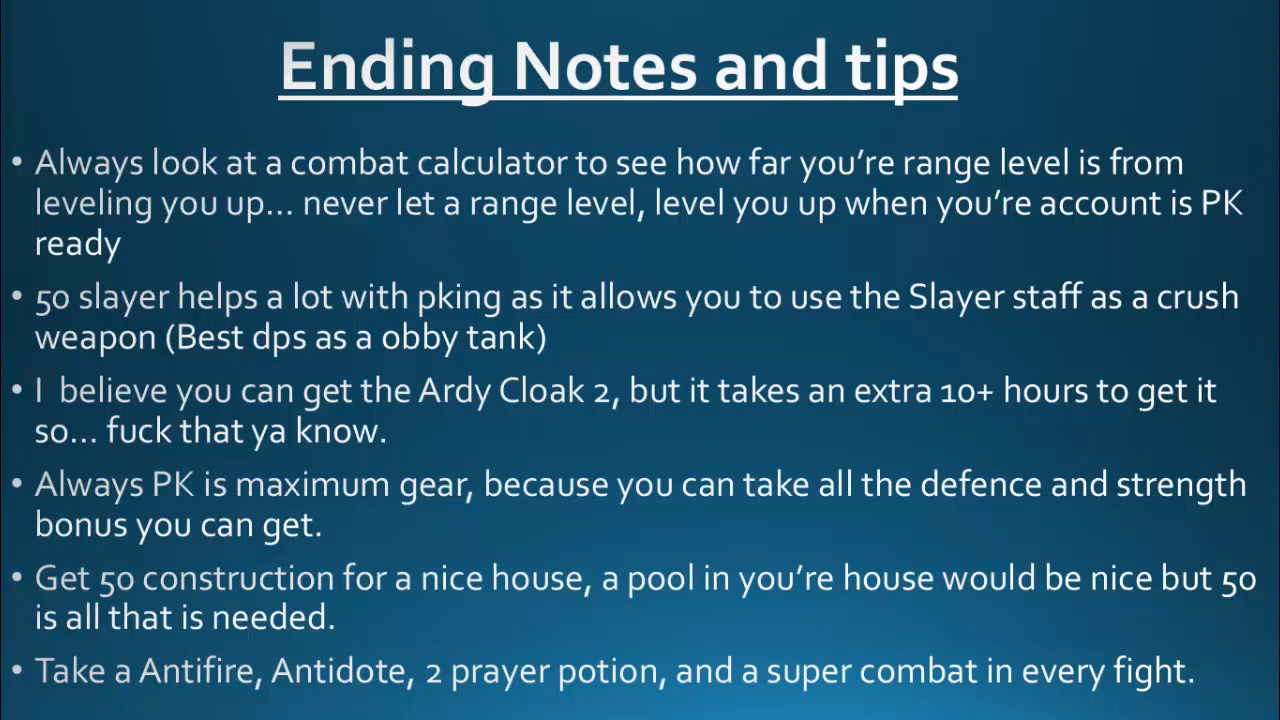 Ending Notes and tips
• Always look at a combat calculator to see how far you’re range level is from
leveling you up... never let a range level, level you up when you’re account is PK
ready
• 50 slayer helps a lot with pking as it allows you to use the Slayer staff as a crush
weapon (Best dps as a obby tank)
• I  believe you can get the Ardy Cloak 2, but it takes an extra 10+ hours to get it
so... fuck that ya know.
• Always PK is maximum gear, because you can take all the defence and strength
bonus you can get.
• Get 50 construction for a nice house, a pool in you’re house would be nice but 50
is all that is needed.
• Take a Antifire, Antidote, 2 prayer potion, and a super combat in every fight.